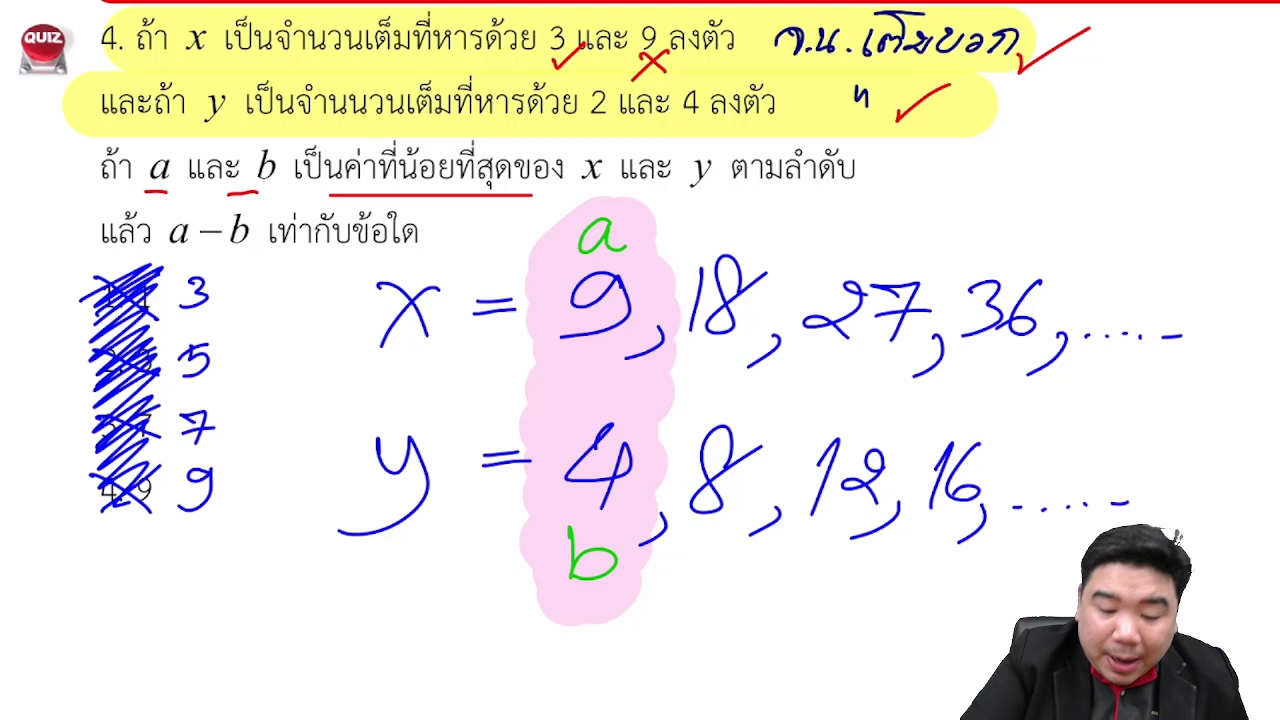 QUIZ
4. ถ้า x เป็นจำนวนเต็มที่หารด้วย 3 และ 9 ลงตัว จ.น.เต็มบวก
และถ้า y เป็นจำนนวนเต็มที่หารด้วย 2 และ 4 ลงตัว "
ถ้า a และ b เป็นค่าที่น้อยที่สุดของ x และ y ตามลำดับ
แล้ว a – b เท่ากับข้อใด
a
3 x = 9, 18, 27, 36, .....
5
7 y = 4, 8, 12, 16, .....
4. 9 9
b